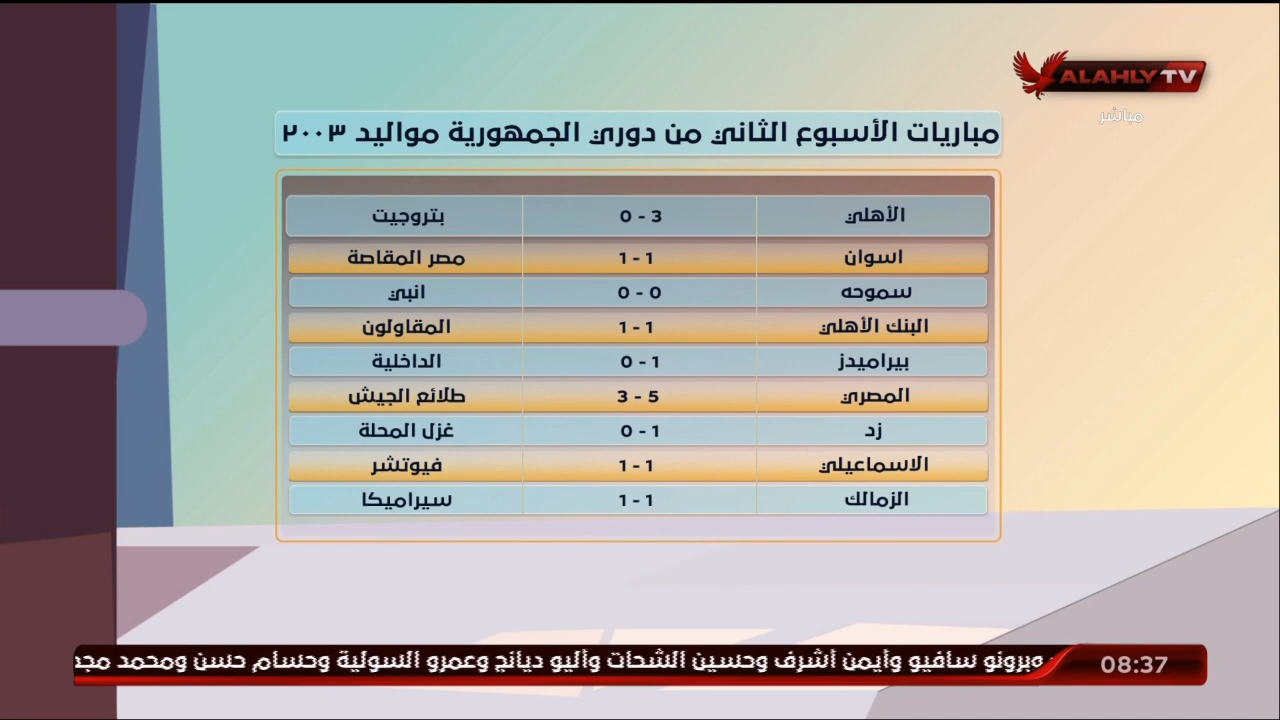 ALAHLY TV
مباشر
مباريات الأسبوع الثاني من دوري الجمهورية مواليد ٢٠٠٣
الأهلي 3 - 0 بتروجيت
اسوان 1 - 1 مصر المقاصة
سموحه 0 - 0 انبي
البنك الأهلي 1 - 1 المقاولون
بيراميدز 1 - 0 الداخلية
المصري 5 - 3 طلائع الجيش
زد 1 - 0 غزل المحلة
الاسماعيلي 1 - 1 فيوتشر
الزمالك 1 - 1 سيراميكا
برونو سافيو وأيمن أشرف وحسين الشحات وأليو ديانج وعمرو السولية وحسام حسن ومحمد
08:37